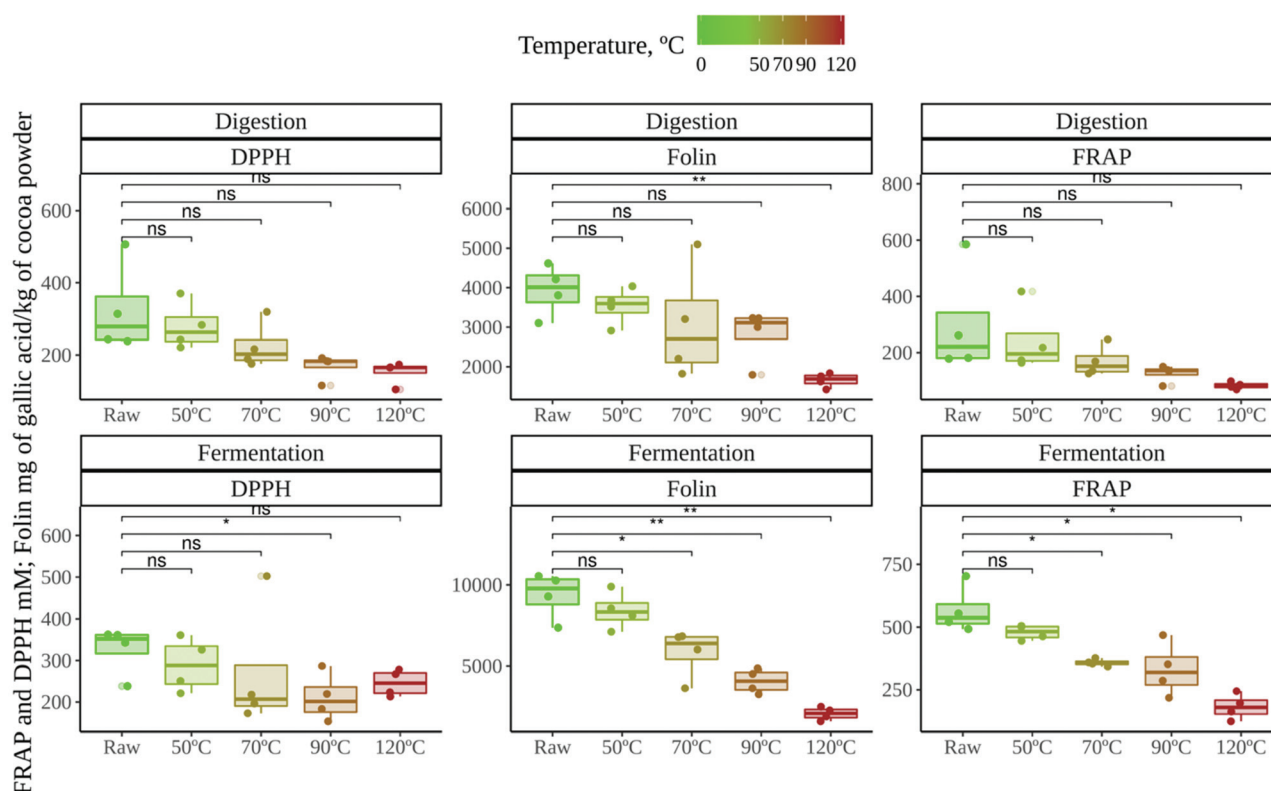 Temperature, ºC
0 50 70 90 120
FRAP and DPPH mM; Folin mg of gallic acid/kg of cocoa powder
Digestion
DPPH
ns
ns
ns
ns
600
400
200
Raw 50ºC 70ºC 90ºC 120ºC
Digestion
Folin
**
ns
ns
ns
6000
5000
4000
3000
2000
Raw 50ºC 70ºC 90ºC 120ºC
Digestion
FRAP
ns
ns
ns
ns
800
600
400
200
Raw 50ºC 70ºC 90ºC 120ºC
Fermentation
DPPH
ns
*
ns
ns
600
500
400
300
200
Raw 50ºC 70ºC 90ºC 120ºC
Fermentation
Folin
**
**
*
ns
10000
5000
Raw 50ºC 70ºC 90ºC 120ºC
Fermentation
FRAP
*
*
*
ns
750
500
250
Raw 50ºC 70ºC 90ºC 120ºC